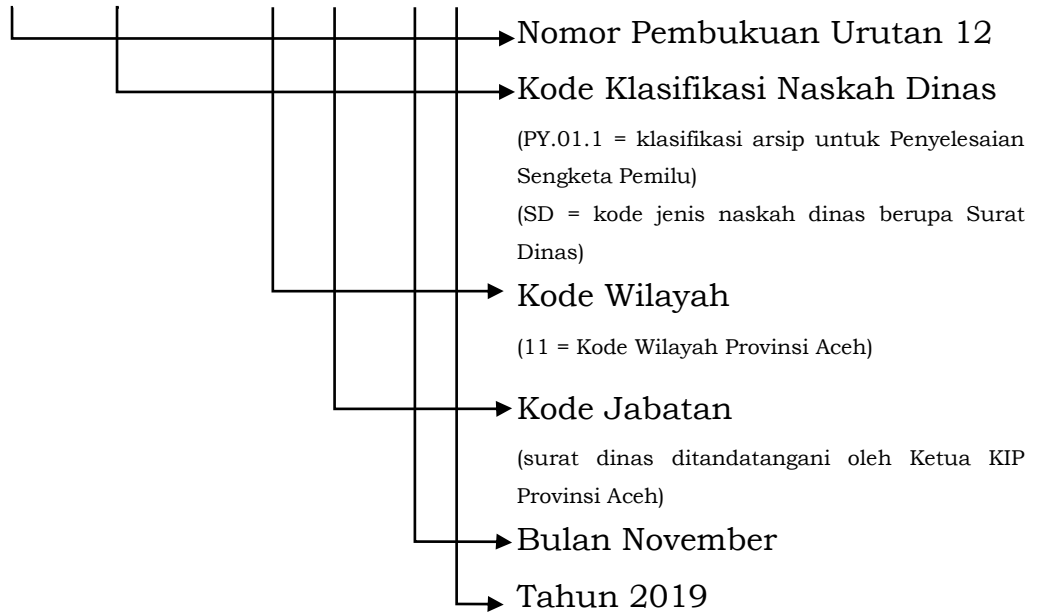 Nomor Pembukuan Urutan 12
Kode Klasifikasi Naskah Dinas
(PY.01.1 = klasifikasi arsip untuk Penyelesaian
Sengketa Pemilu)
(SD = kode jenis naskah dinas berupa Surat
Dinas)
Kode Wilayah
(11 = Kode Wilayah Provinsi Aceh)
Kode Jabatan
(surat dinas ditandatangani oleh Ketua KIP
Provinsi Aceh)
Bulan November
Tahun 2019